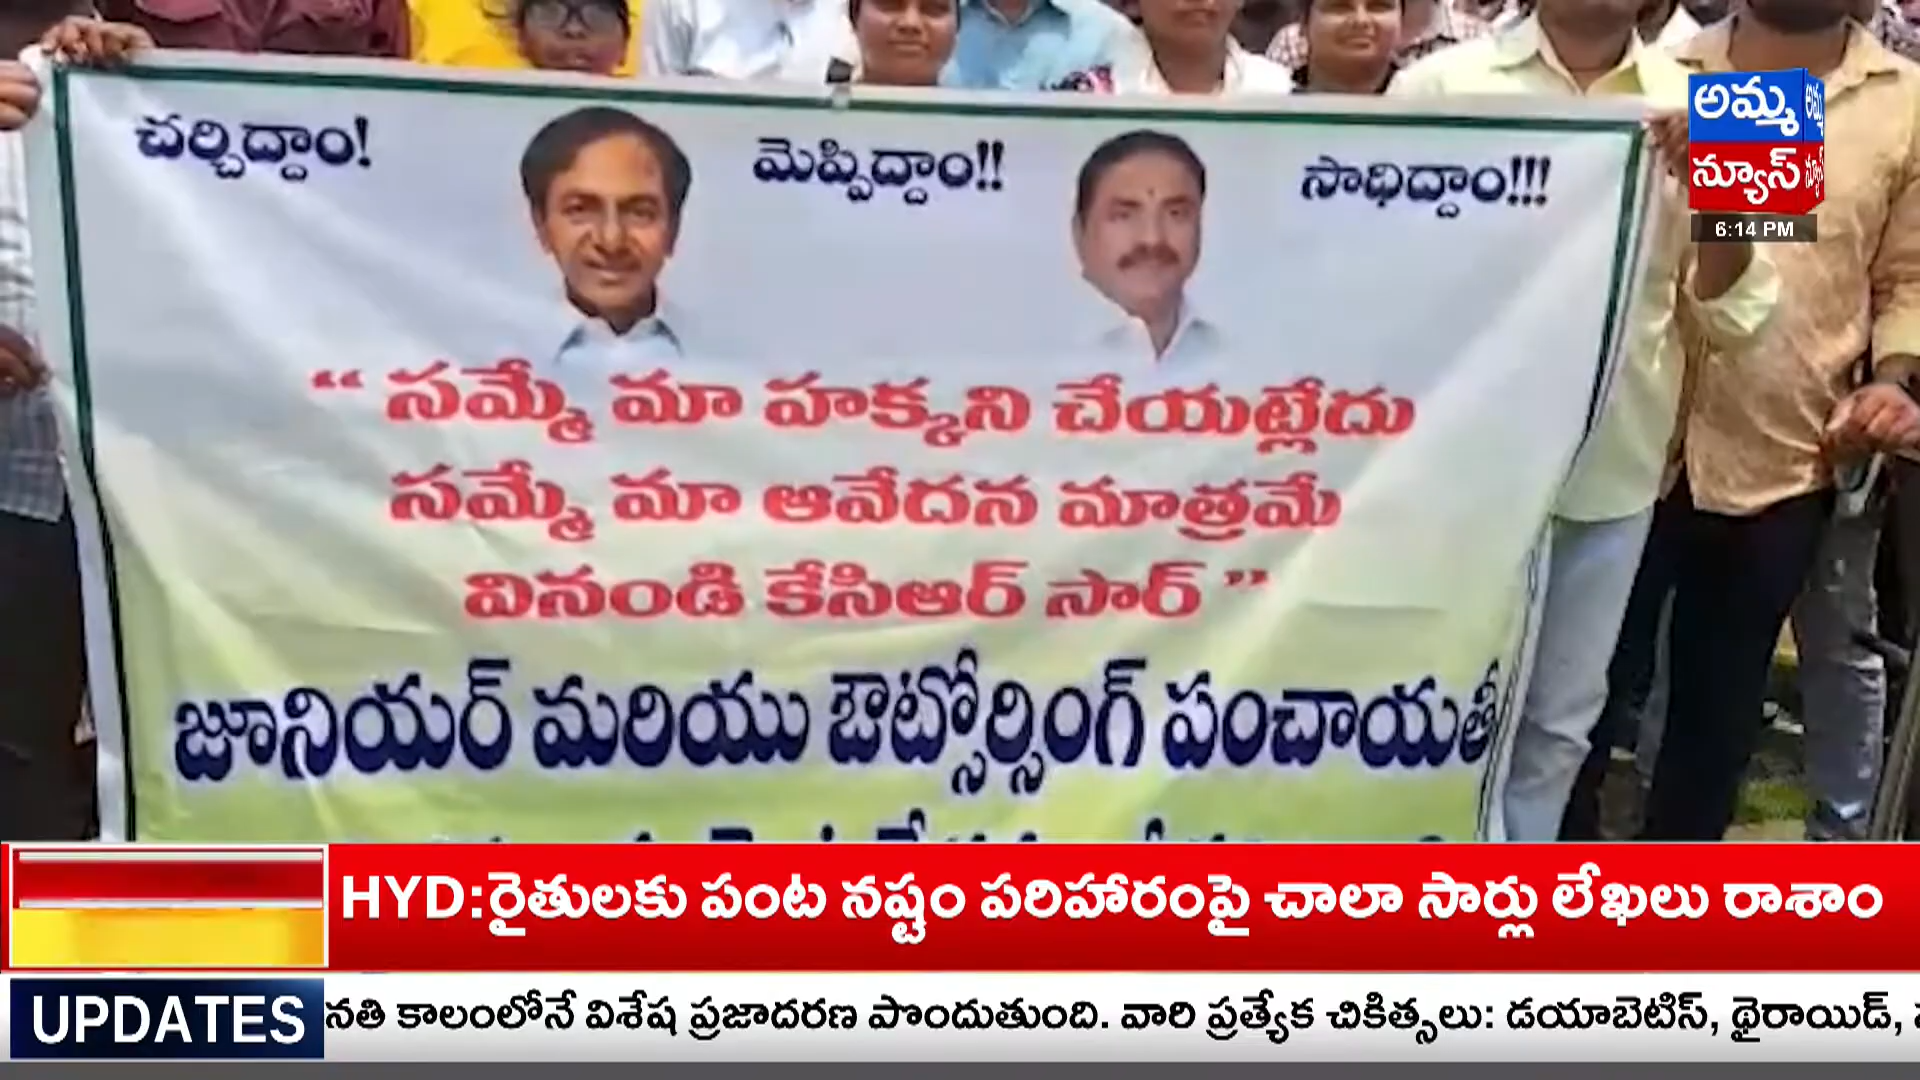 చర్చిద్దాం! మెప్పిద్దాం!! సాధిద్దాం!!!
అమ్మ
న్యూస్
6:14 PM
“ సమ్మే మా హక్కని చేయట్లేదు
సమ్మే మా ఆవేదన మాత్రమే
వినండి కేసిఆర్ సార్ ”
జూనియర్ మరియు ఔట్సోర్సింగ్ పంచాయతీ
HYD:రైతులకు పంట నష్టం పరిహారంపై చాలా సార్లు లేఖలు రాశాం
UPDATES నతి కాలంలోనే విశేష ప్రజాదరణ పొందుతుంది. వారి ప్రత్యేక చికిత్సలు: డయాబెటిస్, థైరాయిడ్,